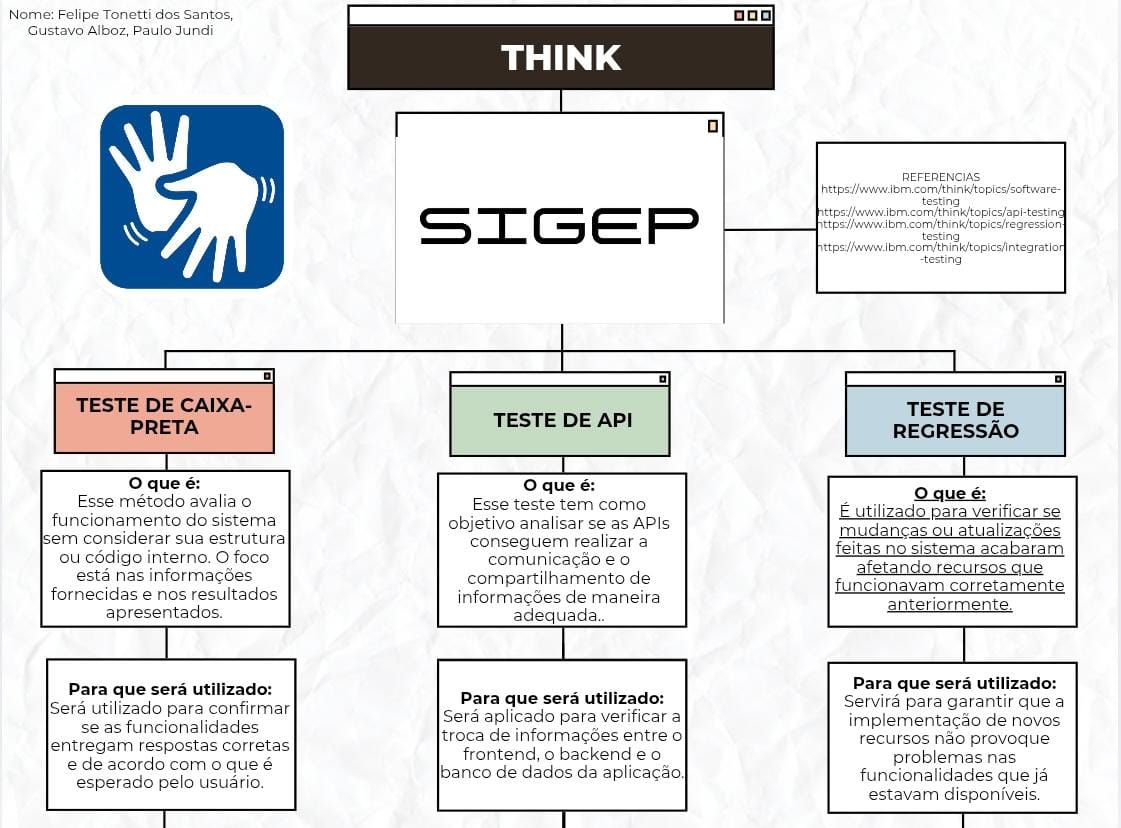 Nome: Felipe Tonetti dos Santos,
Gustavo Alboz, Paulo Jundi
THINK
SIGEP
REFERENCIAS
https://www.ibm.com/think/topics/software-
testing
https://www.ibm.com/think/topics/api-testing
https://www.ibm.com/think/topics/regression-
testing
https://www.ibm.com/think/topics/integration
-testing
TESTE DE CAIXA-
PRETA
O que é:
Esse método avalia o
funcionamento do sistema
sem considerar sua estrutura
ou código interno. O foco
está nas informações
fornecidas e nos resultados
apresentados.
Para que será utilizado:
Será utilizado para confirmar
se as funcionalidades
entregam respostas corretas
e de acordo com o que é
esperado pelo usuário.
TESTE DE API
O que é:
Esse teste tem como
objetivo analisar se as APIs
conseguem realizar a
comunicação e o
compartilhamento de
informações de maneira
adequada..
Para que será utilizado:
Será aplicado para verificar a
troca de informações entre o
frontend, o backend e o
banco de dados da aplicação.
TESTE DE
REGRESSÃO
O que é:
É utilizado para verificar se
mudanças ou atualizações
feitas no sistema acabaram
afetando recursos que
funcionavam corretamente
anteriormente.
Para que será utilizado:
Servirá para garantir que a
implementação de novos
recursos não provoque
problemas nas
funcionalidades que já
estavam disponíveis.